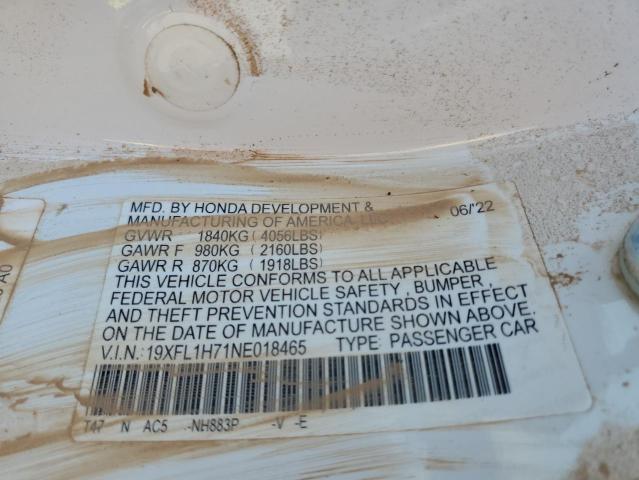 MFD. BY HONDA DEVELOPMENT &
MANUFACTURING OF AMERICA, LLC 06/'22
GVWR 1840KG ( 4056LBS)
GAWR F 980KG ( 2160LBS)
GAWR R 870KG ( 1918LBS)
THIS VEHICLE CONFORMS TO ALL APPLICABLE
FEDERAL MOTOR VEHICLE SAFETY , BUMPER,
AND THEFT PREVENTION STANDARDS IN EFFECT
ON THE DATE OF MANUFACTURE SHOWN ABOVE.
V.I.N. 19XFL1H71NE018465 TYPE: PASSENGER CAR
T47 N AC5 -NH883P -V -E